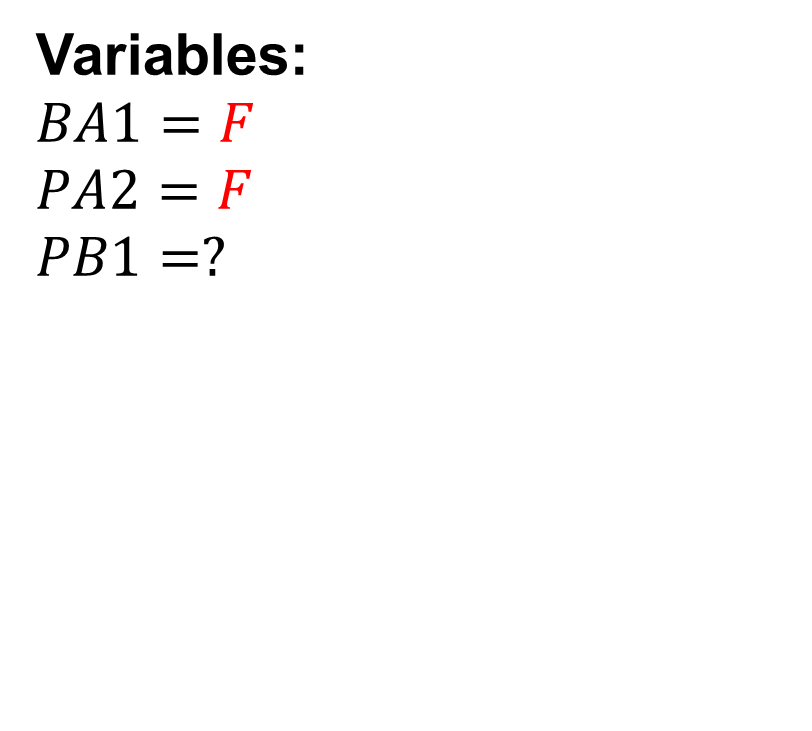 Variables:
BA1 = F
PA2 = F
PB1 =?